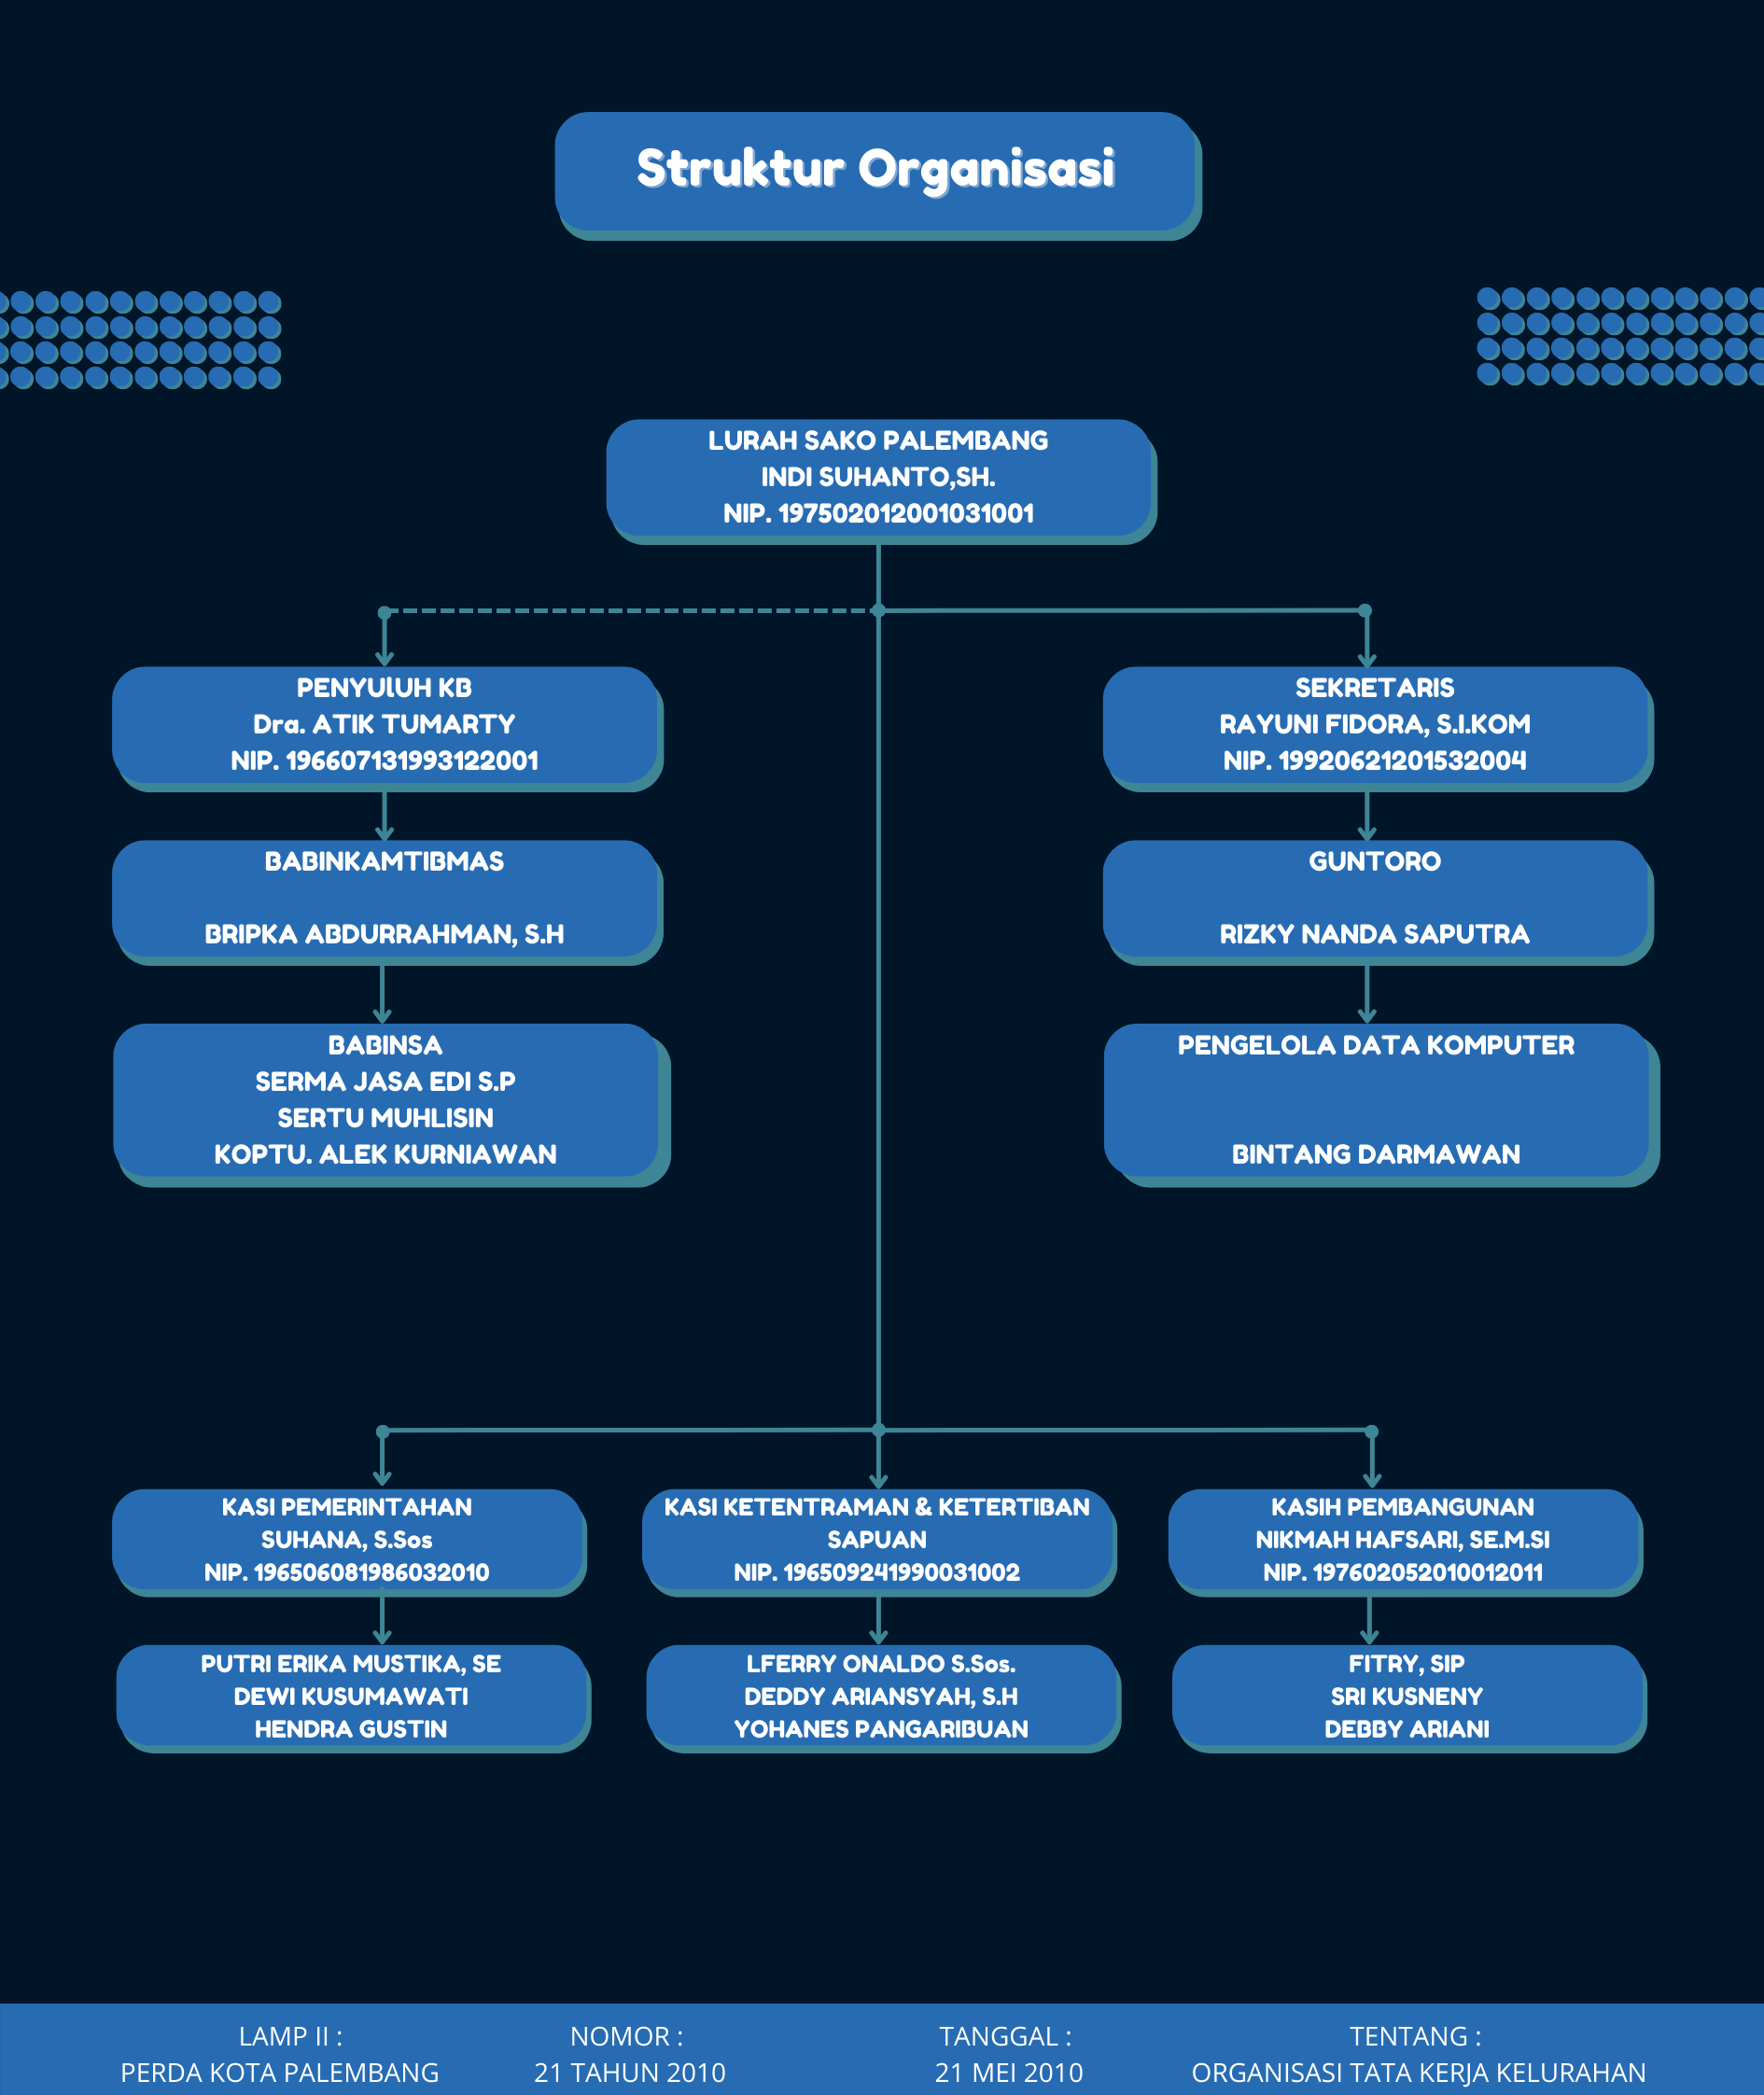 Struktur Organisasi
LURAH SAKO PALEMBANG
INDI SUHANTO,SH.
NIP. 197502012001031001
PENYUlUH KB
Dra. ATIK TUMARTY
NIP. 196607131993122001
BABINKAMTIBMAS
BRIPKA ABDURRAHMAN, S.H
BABINSA
SERMA JASA EDI S.P
SERTU MUHLISIN
KOPTU. ALEK KURNIAWAN
SEKRETARIS
RAYUNI FIDORA, S.I.KOM
NIP. 19920621201532004
GUNTORO
RIZKY NANDA SAPUTRA
PENGELOLA DATA KOMPUTER
BINTANG DARMAWAN
KASI PEMERINTAHAN
SUHANA, S.Sos
NIP. 196506081986032010
PUTRI ERIKA MUSTIKA, SE
DEWI KUSUMAWATI
HENDRA GUSTIN
KASI KETENTRAMAN & KETERTIBAN
SAPUAN
NIP. 196509241990031002
LFERRY ONALDO S.Sos.
DEDDY ARIANSYAH, S.H
YOHANES PANGARIBUAN
KASIH PEMBANGUNAN
NIKMAH HAFSARI, SE.M.SI
NIP. 197602052010012011
FITRY, SIP
SRI KUSNENY
DEBBY ARIANI
LAMP II :
PERDA KOTA PALEMBANG
NOMOR :
21 TAHUN 2010
TANGGAL :
21 MEI 2010
TENTANG :
ORGANISASI TATA KERJA KELURAHAN